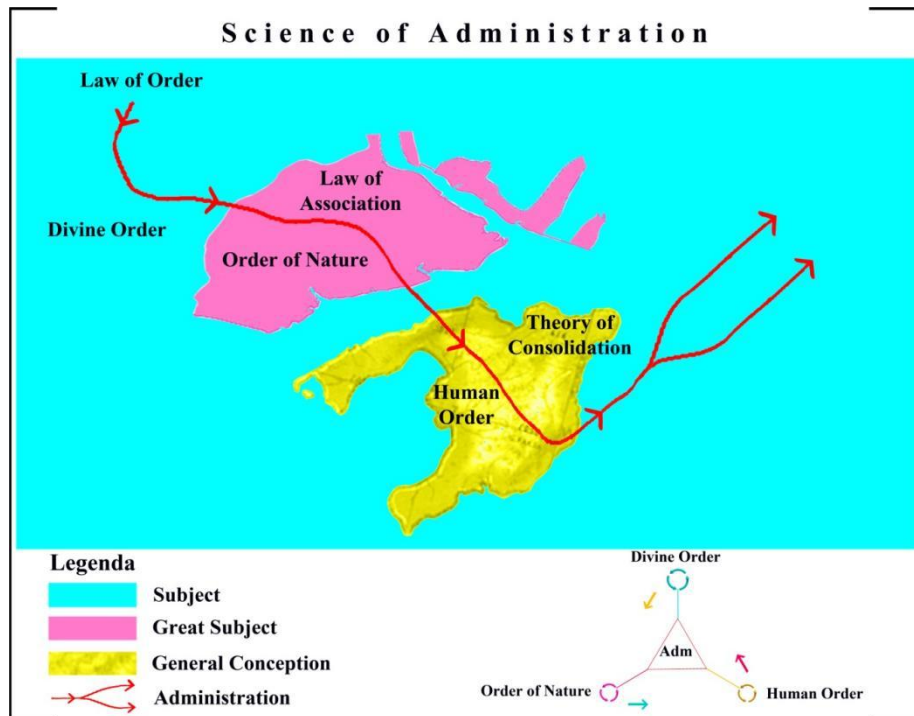 Science of Administration
Law of Order
Law of
Association
Divine Order
Order of Nature
Theory of
Consolidation
Human
Order
Legenda
Subject
Great Subject
General Conception
Administration
Divine Order
Adm
Order of Nature
Human Order